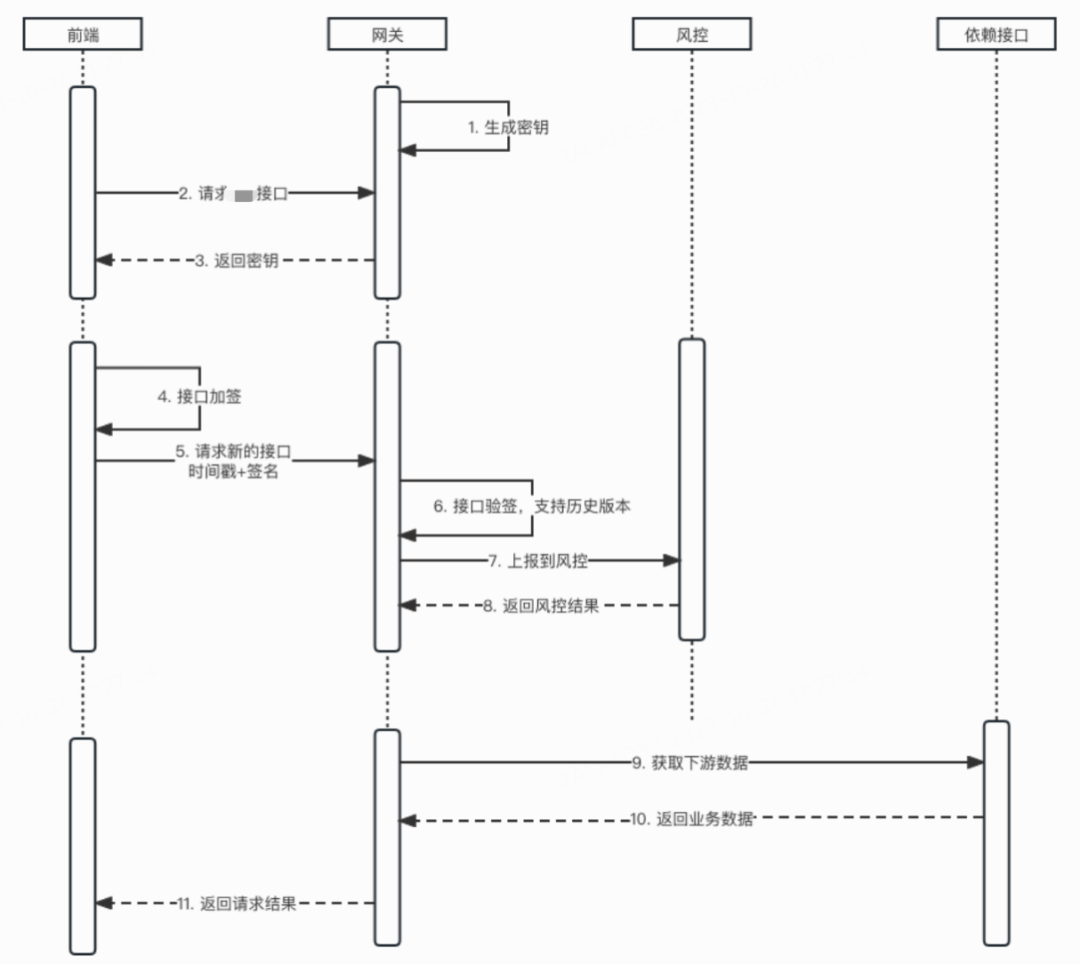 前端
网关
风控
依赖接口
1. 生成密钥
2. 请求 接口
3. 返回密钥
4. 接口加签
5. 请求新的接口
时间戳+签名
6. 接口验签，支持历史版本
7. 上报到风控
8. 返回风控结果
9. 获取下游数据
10. 返回业务数据
11. 返回请求结果